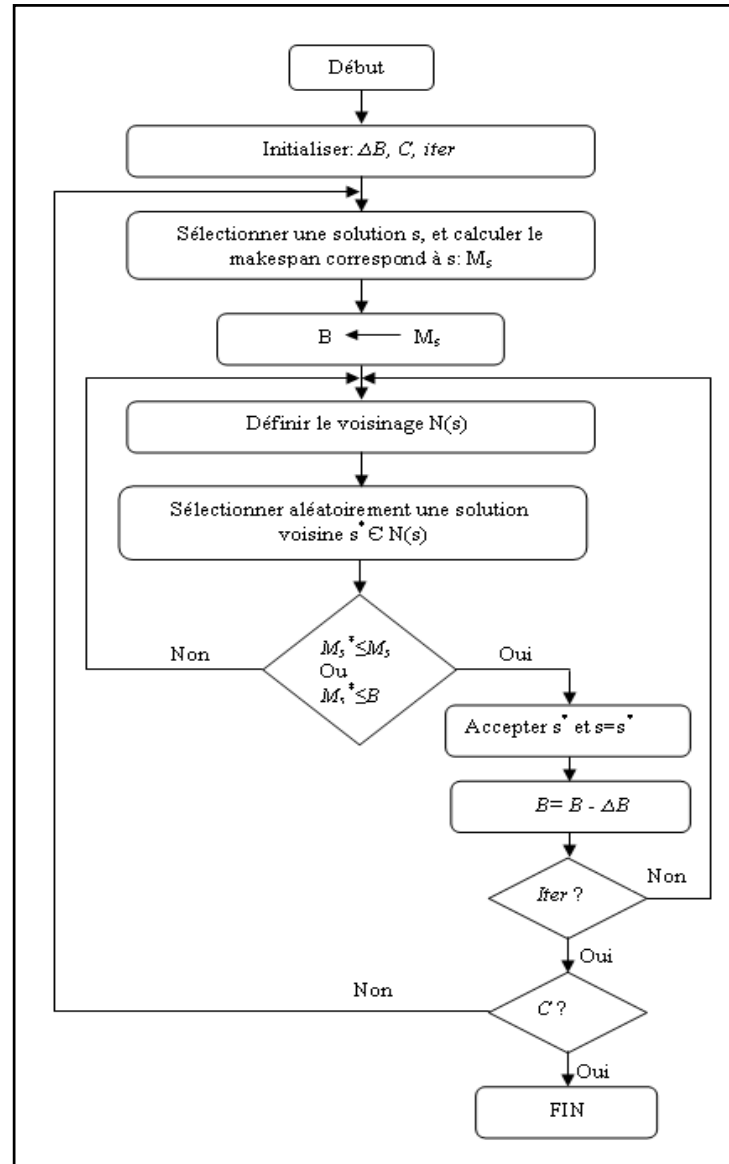 Début
Initialiser: ΔB, C, iter
Sélectionner une solution s, et calculer le
makespan correspond à s: Ms
B ← Ms
Définir le voisinage N(s)
Sélectionner aléatoirement une solution
voisine s* Є N(s)
Non
Ms*≤Ms
Ou
Ms*≤B
Oui
Accepter s* et s=s*
B= B - ΔB
Iter ?
Non
Oui
Non
C ?
Oui
FIN